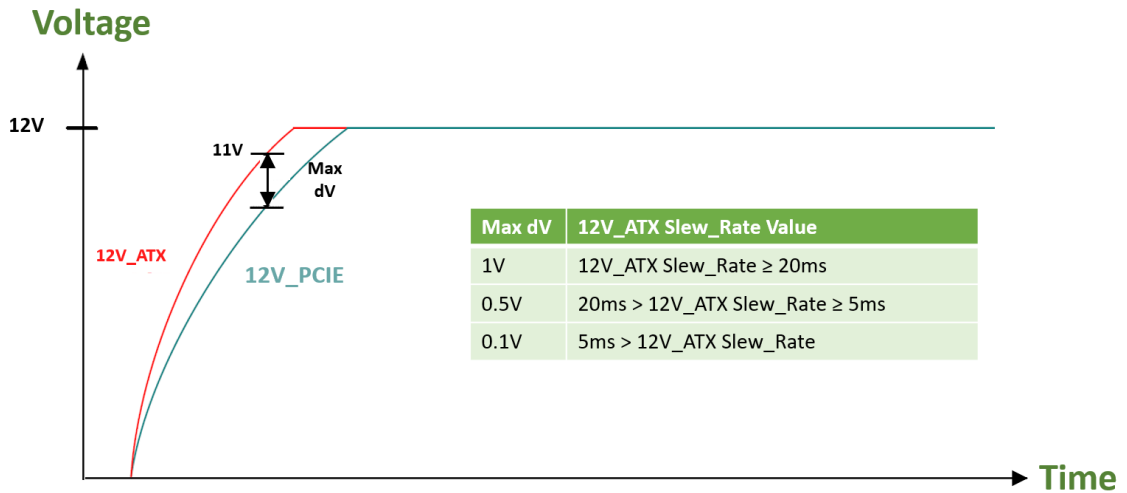 Voltage
12V
11V
Max
dV
12V_ATX
12V_PCIE
Max dV 12V_ATX Slew_Rate Value
1V 12V_ATX Slew_Rate ≥ 20ms
0.5V 20ms > 12V_ATX Slew_Rate ≥ 5ms
0.1V 5ms > 12V_ATX Slew_Rate
Time